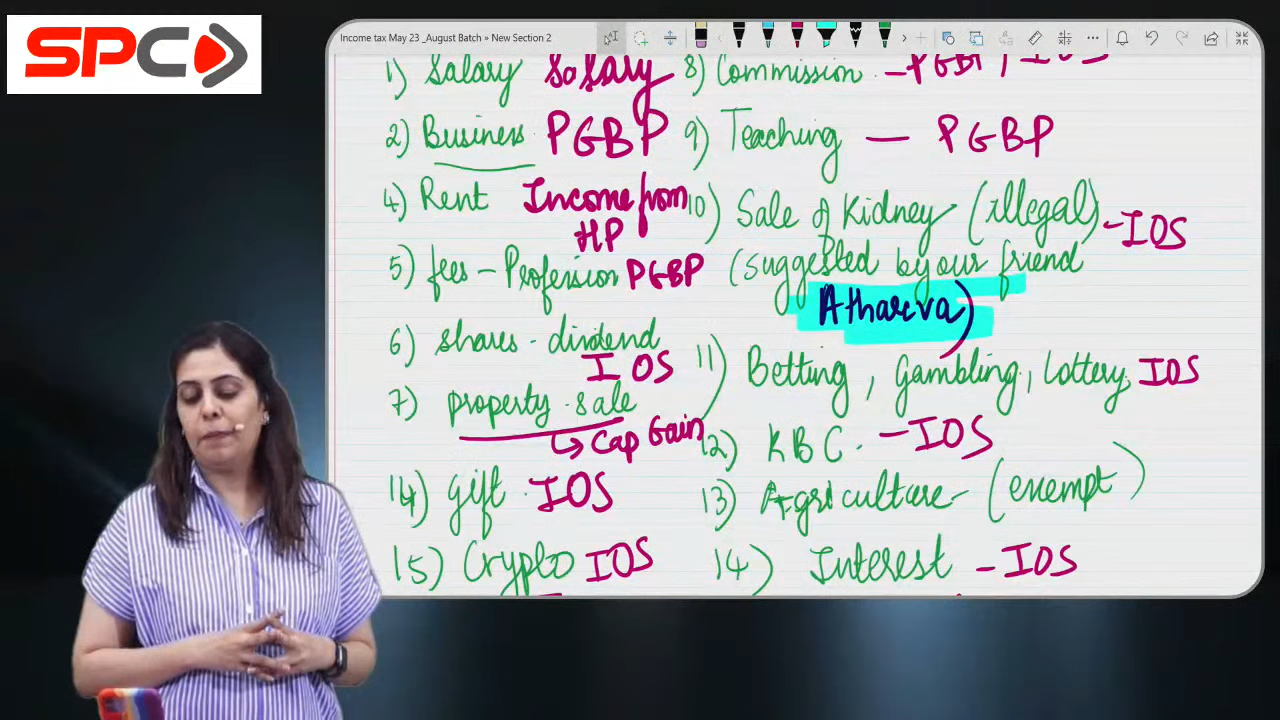 SPC
Income tax May 23 _August Batch » New Section 2
1) Salary Salary
2) Business PGBP
4) Rent Income from
HP
5) fees - Profession PGBP
6) shares - dividend
IOS
7) property sale
↳ Cap Gain
14) gift . IOS
15) Crypto IOS
8) Commission - PGBP, IOS
9) Teaching — PGBP
10) Sale of Kidney (illegal) - IOS
(suggested by our friend
Athareva)
11) Betting, Gambling, Lottery IOS
12) KBC - IOS
13) Agriculture - (exempt)
14) Interest - IOS